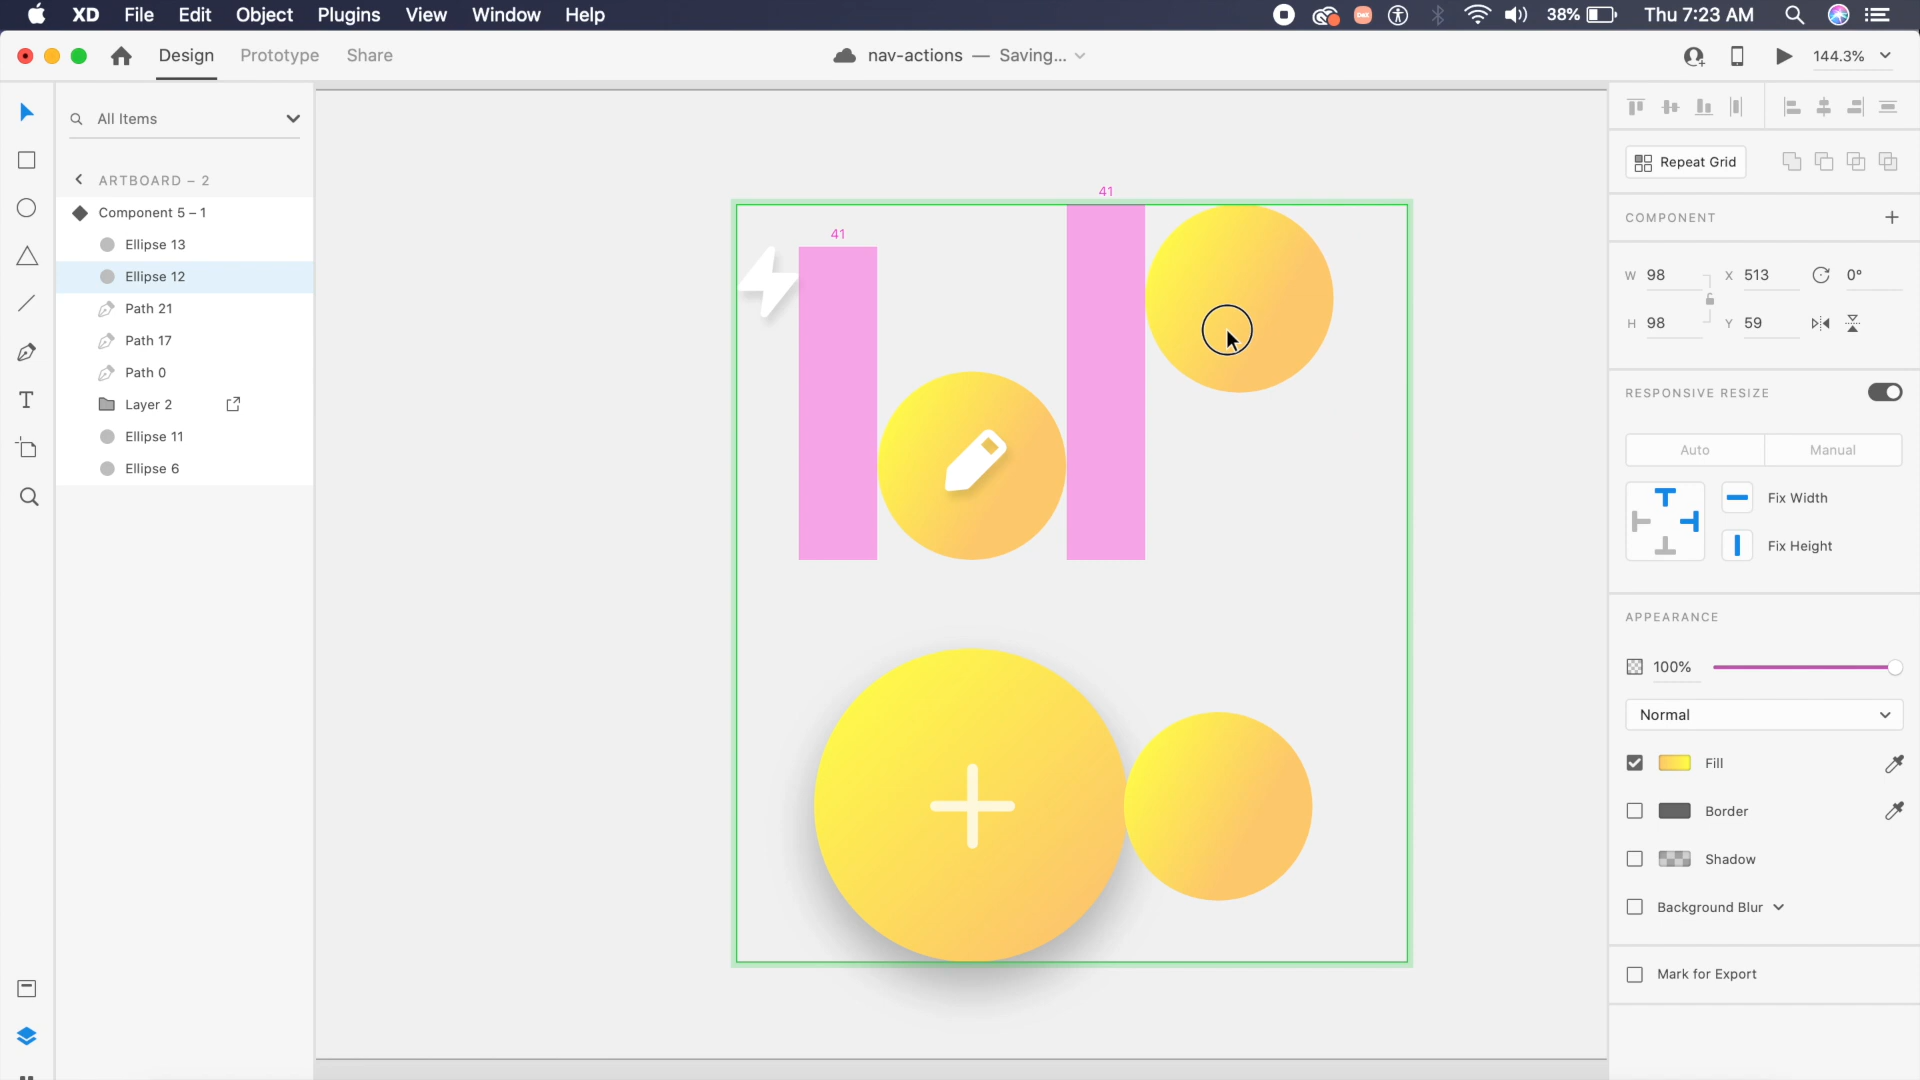 XD File Edit Object Plugins View Window Help
38% Thu 7:23 AM
Design Prototype Share
nav-actions — Saving...
144.3%
All Items
ARTBOARD – 2
Component 5 – 1
Ellipse 13
Ellipse 12
Path 21
Path 17
Path 0
Layer 2
Ellipse 11
Ellipse 6
41
41
Repeat Grid
COMPONENT
W 98 X 513 0°
H 98 Y 59
RESPONSIVE RESIZE
Auto Manual
Fix Width
Fix Height
APPEARANCE
100%
Normal
Fill
Border
Shadow
Background Blur
Mark for Export